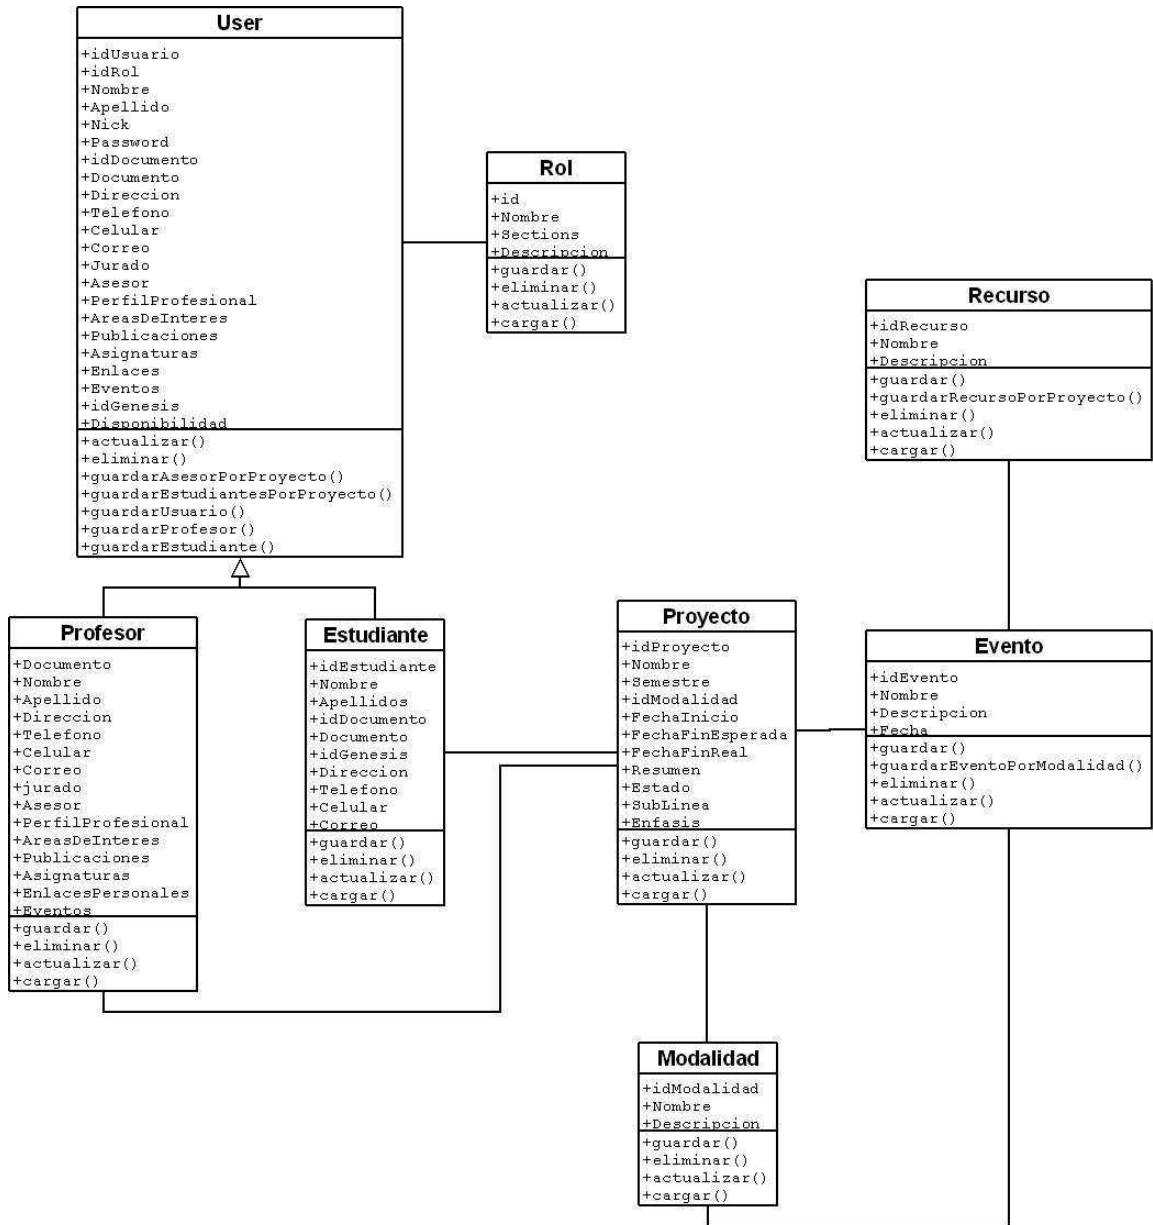 User
+idUsuario
+idRol
+Nombre
+Apellido
+Nick
+Password
+idDocumento
+Documento
+Direccion
+Telefono
+Celular
+Correo
+Jurado
+Asesor
+PerfilProfesional
+AreasDeInteres
+Publicaciones
+Asignaturas
+Enlaces
+Eventos
+idGenesis
+Disponibilidad
+actualizar()
+eliminar()
+guardarAsesorPorProyecto()
+guardarEstudiantesPorProyecto()
+guardarUsuario()
+guardarProfesor()
+guardarEstudiante()
Rol
+id
+Nombre
+Sections
+Descripcion
+guardar()
+eliminar()
+actualizar()
+cargar()
Recurso
+idRecurso
+Nombre
+Descripcion
+guardar()
+guardarRecursoPorProyecto()
+eliminar()
+actualizar()
+cargar()
Profesor
+Documento
+Nombre
+Apellido
+Direccion
+Telefono
+Celular
+Correo
+jurado
+Asesor
+PerfilProfesional
+AreasDeInteres
+Publicaciones
+Asignaturas
+EnlacesPersonales
+Eventos
+guardar()
+eliminar()
+actualizar()
+cargar()
Estudiante
+idEstudiante
+Nombre
+Apellidos
+idDocumento
+Documento
+idGenesis
+Direccion
+Telefono
+Celular
+Correo
+guardar()
+eliminar()
+actualizar()
+cargar()
Proyecto
+idProyecto
+Nombre
+Semestre
+idModalidad
+FechaInicio
+FechaFinEsperada
+FechaFinReal
+Resumen
+Estado
+SubLinea
+Enfasis
+guardar()
+eliminar()
+actualizar()
+cargar()
Evento
+idEvento
+Nombre
+Descripcion
+Fecha
+guardar()
+guardarEventoPorModalidad()
+eliminar()
+actualizar()
+cargar()
Modalidad
+idModalidad
+Nombre
+Descripcion
+guardar()
+eliminar()
+actualizar()
+cargar()